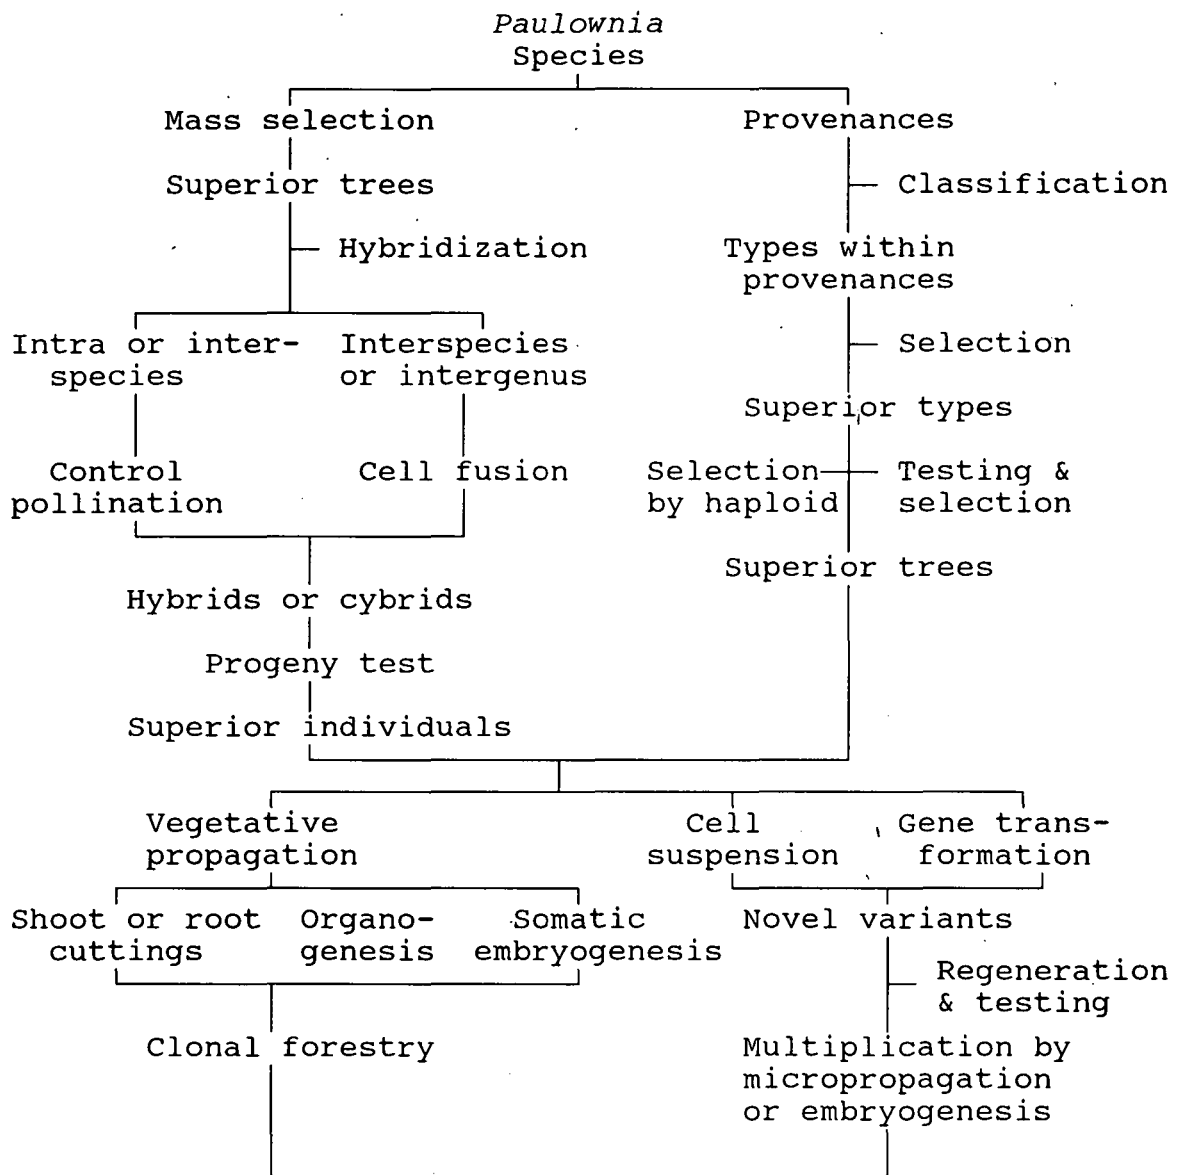 Paulownia
Species
Mass selection
Provenances
Superior trees
Classification
Hybridization
Types within
provenances
Intra or inter-
species
Interspecies
or intergenus
Selection
Superior types
Control
pollination
Cell fusion
Selection
by haploid
Testing &
selection
Superior trees
Hybrids or cybrids
Progeny test
Superior individuals
Vegetative
propagation
Cell
suspension
Gene trans-
formation
Shoot or root
cuttings
Organo-
genesis
Somatic
embryogenesis
Novel variants
Regeneration
& testing
Clonal forestry
Multiplication by
micropropagation
or embryogenesis